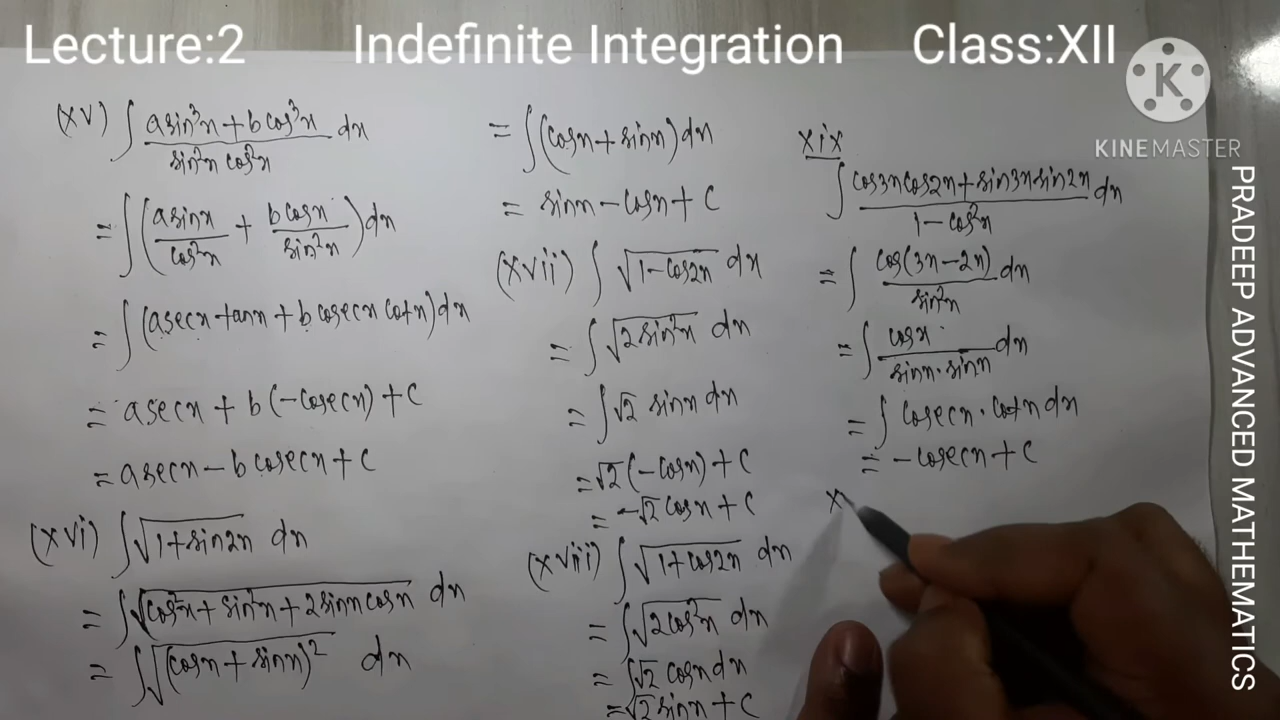 Lecture:2 Indefinite Integration Class:XII
K
KINEMASTER
PRADEEP ADVANCED MATHEMATICS
(xv) ∫ (a sin³x + b cos³x)/(sin²x cos²x) dx
= ∫ (a sinx/cos²x + b cosx/sin²x) dx
= ∫ (a secx tanx + b cosecx cotx) dx
= a secx + b (-cosecx) + c
= a secx - b cosecx + c
(xvi) ∫ √(1 + sin2x) dx
= ∫ √(cos²x + sin²x + 2 sinx cosx) dx
= ∫ √((cosx + sinx)²) dx
= ∫ (cosx + sinx) dx
= sinx - cosx + c
(xvii) ∫ √(1 - cos2x) dx
= ∫ √(2 sin²x) dx
= ∫ √2 sinx dx
= √2 (-cosx) + c
= -√2 cosx + c
(xviii) ∫ √(1 + cos2x) dx
= ∫ √(2cos²x) dx
= ∫ √2 cosx dx
= √2 sinx + c
xix
∫ (cos3x cos2x + sin3x sin2x)/(1 - cos²x) dx
= ∫ cos(3x - 2x)/sin²x dx
= ∫ cosx/(sinx · sinx) dx
= ∫ cosecx · cotx dx
= -cosecx + c
x